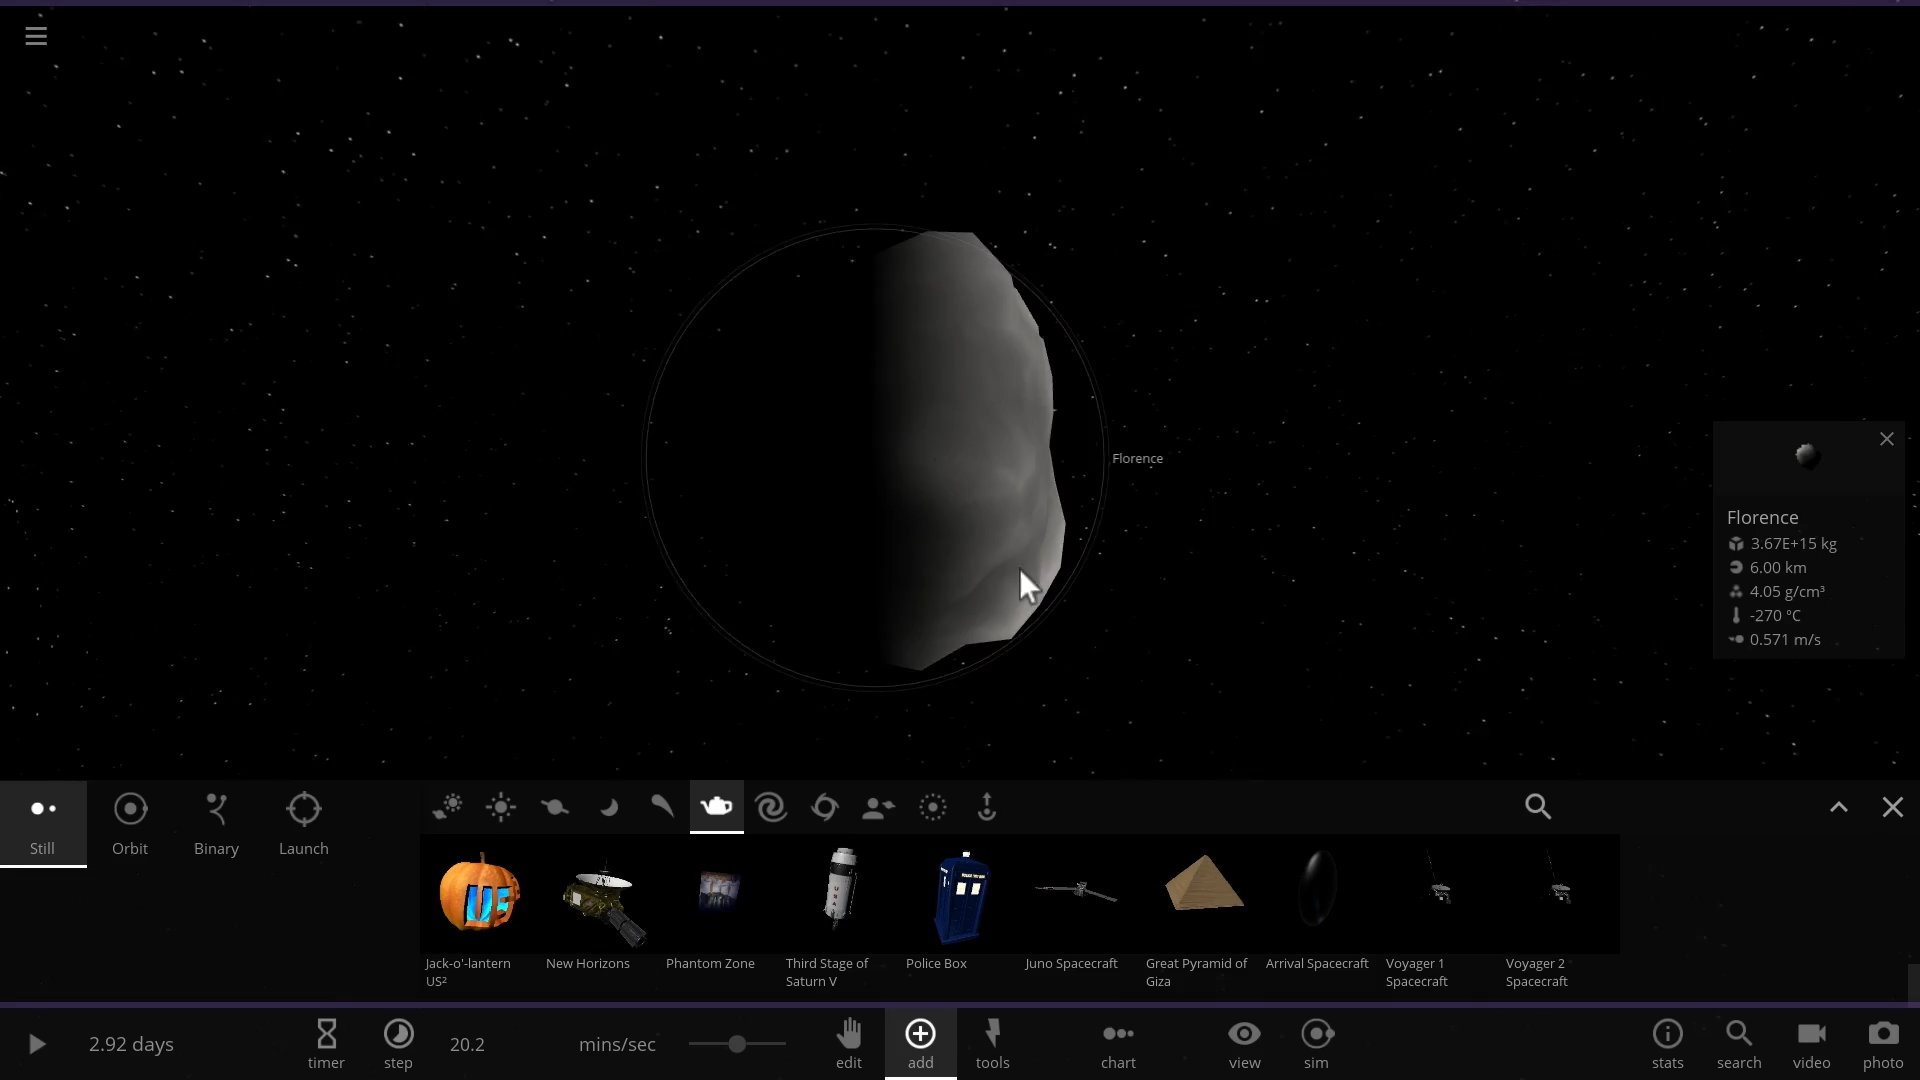 Florence
Florence
3.67E+15 kg
6.00 km
4.05 g/cm³
-270 °C
0.571 m/s
Still
Orbit
Binary
Launch
Jack-o'-lantern
US²
New Horizons
Phantom Zone
Third Stage of
Saturn V
Police Box
Juno Spacecraft
Great Pyramid of
Giza
Arrival Spacecraft
Voyager 1
Spacecraft
Voyager 2
Spacecraft
2.92 days
timer
step
20.2
mins/sec
edit
add
tools
chart
view
sim
stats
search
video
photo